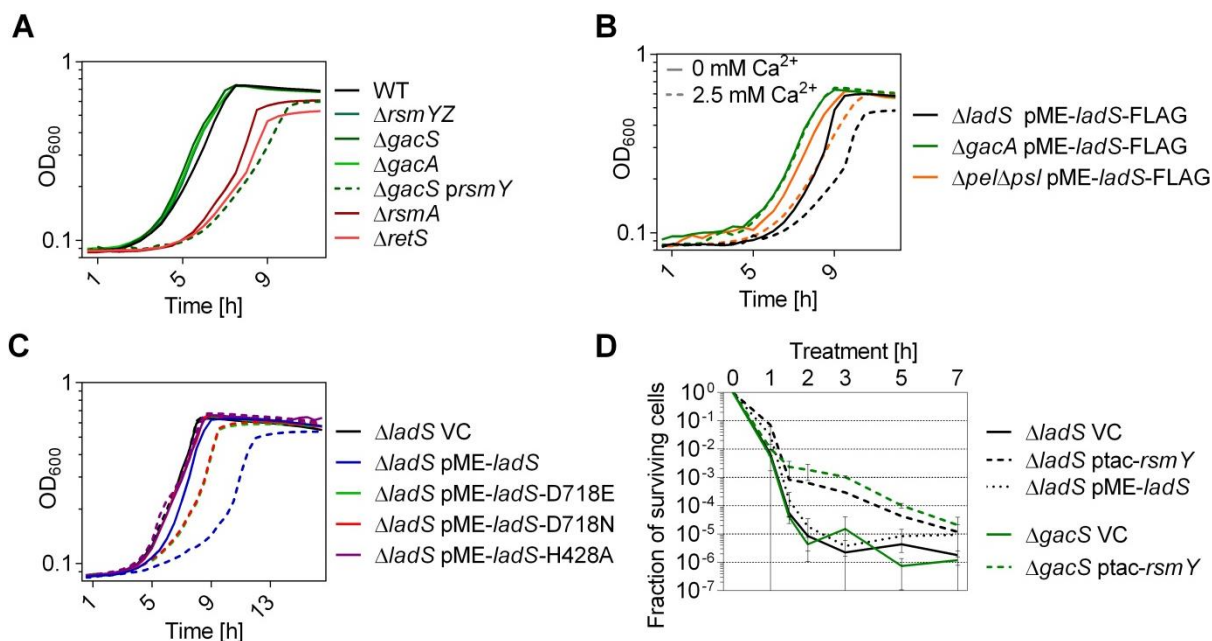 A
1
0.1
OD600
1
5
9
Time [h]
WT
ΔrsmYZ
ΔgacS
ΔgacA
ΔgacS prsmY
ΔrsmA
ΔretS
B
1
0.1
OD600
0 mM Ca2+
2.5 mM Ca2+
1
5
9
Time [h]
ΔladS pME-ladS-FLAG
ΔgacA pME-ladS-FLAG
ΔpelΔpsl pME-ladS-FLAG
C
1
0.1
OD600
1
5
9
13
Time [h]
ΔladS VC
ΔladS pME-ladS
ΔladS pME-ladS-D718E
ΔladS pME-ladS-D718N
ΔladS pME-ladS-H428A
D
Treatment [h]
0 1 2 3 5 7
Fraction of surviving cells
10^0
10^-1
10^-2
10^-3
10^-4
10^-5
10^-6
10^-7
ΔladS VC
ΔladS ptac-rsmY
ΔladS pME-ladS
ΔgacS VC
ΔgacS ptac-rsmY